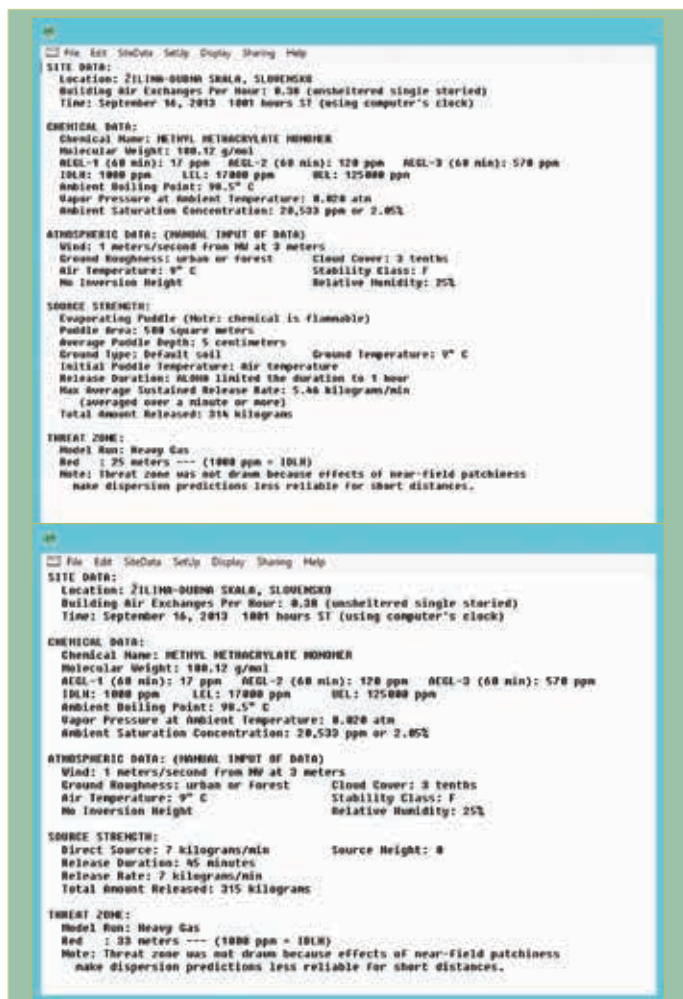 File Edit SiteData SetUp Display Sharing Help
SITE DATA:
Location: ŽILINA-DUBNA SKALA, SLOVENSKO
Building Air Exchanges Per Hour: 0.38 (unsheltered single storied)
Time: September 16, 2013 1001 hours ST (using computer's clock)
CHEMICAL DATA:
Chemical Name: METHYL METHACRYLATE MONOMER
Molecular Weight: 100.12 g/mol
AEGL-1 (60 min): 17 ppm AEGL-2 (60 min): 120 ppm AEGL-3 (60 min): 570 ppm
IDLH: 1000 ppm LEL: 17000 ppm UEL: 125000 ppm
Ambient Boiling Point: 98.5° C
Vapor Pressure at Ambient Temperature: 0.020 atm
Ambient Saturation Concentration: 20,533 ppm or 2.05%
ATMOSPHERIC DATA: (MANUAL INPUT OF DATA)
Wind: 1 meters/second from NW at 3 meters
Ground Roughness: urban or forest Cloud Cover: 3 tenths
Air Temperature: 9° C Stability Class: F
No Inversion Height Relative Humidity: 25%
SOURCE STRENGTH:
Evaporating Puddle (Note: chemical is flammable)
Puddle Area: 500 square meters
Average Puddle Depth: 5 centimeters
Ground Type: Default soil Ground Temperature: 9° C
Initial Puddle Temperature: Air temperature
Release Duration: ALOHA limited the duration to 1 hour
Max Average Sustained Release Rate: 5.46 kilograms/min
(averaged over a minute or more)
Total Amount Released: 314 kilograms
THREAT ZONE:
Model Run: Heavy Gas
Red : 25 meters --- (1000 ppm = IDLH)
Note: Threat zone was not drawn because effects of near-field patchiness
make dispersion predictions less reliable for short distances.
File Edit SiteData SetUp Display Sharing Help
SITE DATA:
Location: ŽILINA-DUBNA SKALA, SLOVENSKO
Building Air Exchanges Per Hour: 0.38 (unsheltered single storied)
Time: September 16, 2013 1001 hours ST (using computer's clock)
CHEMICAL DATA:
Chemical Name: METHYL METHACRYLATE MONOMER
Molecular Weight: 100.12 g/mol
AEGL-1 (60 min): 17 ppm AEGL-2 (60 min): 120 ppm AEGL-3 (60 min): 570 ppm
IDLH: 1000 ppm LEL: 17000 ppm UEL: 125000 ppm
Ambient Boiling Point: 98.5° C
Vapor Pressure at Ambient Temperature: 0.020 atm
Ambient Saturation Concentration: 20,533 ppm or 2.05%
ATMOSPHERIC DATA: (MANUAL INPUT OF DATA)
Wind: 1 meters/second from NW at 3 meters
Ground Roughness: urban or forest Cloud Cover: 3 tenths
Air Temperature: 9° C Stability Class: F
No Inversion Height Relative Humidity: 25%
SOURCE STRENGTH:
Direct Source: 7 kilograms/min Source Height: 0
Release Duration: 45 minutes
Release Rate: 7 kilograms/min
Total Amount Released: 315 kilograms
THREAT ZONE:
Model Run: Heavy Gas
Red : 33 meters --- (1000 ppm = IDLH)
Note: Threat zone was not drawn because effects of near-field patchiness
make dispersion predictions less reliable for short distances.